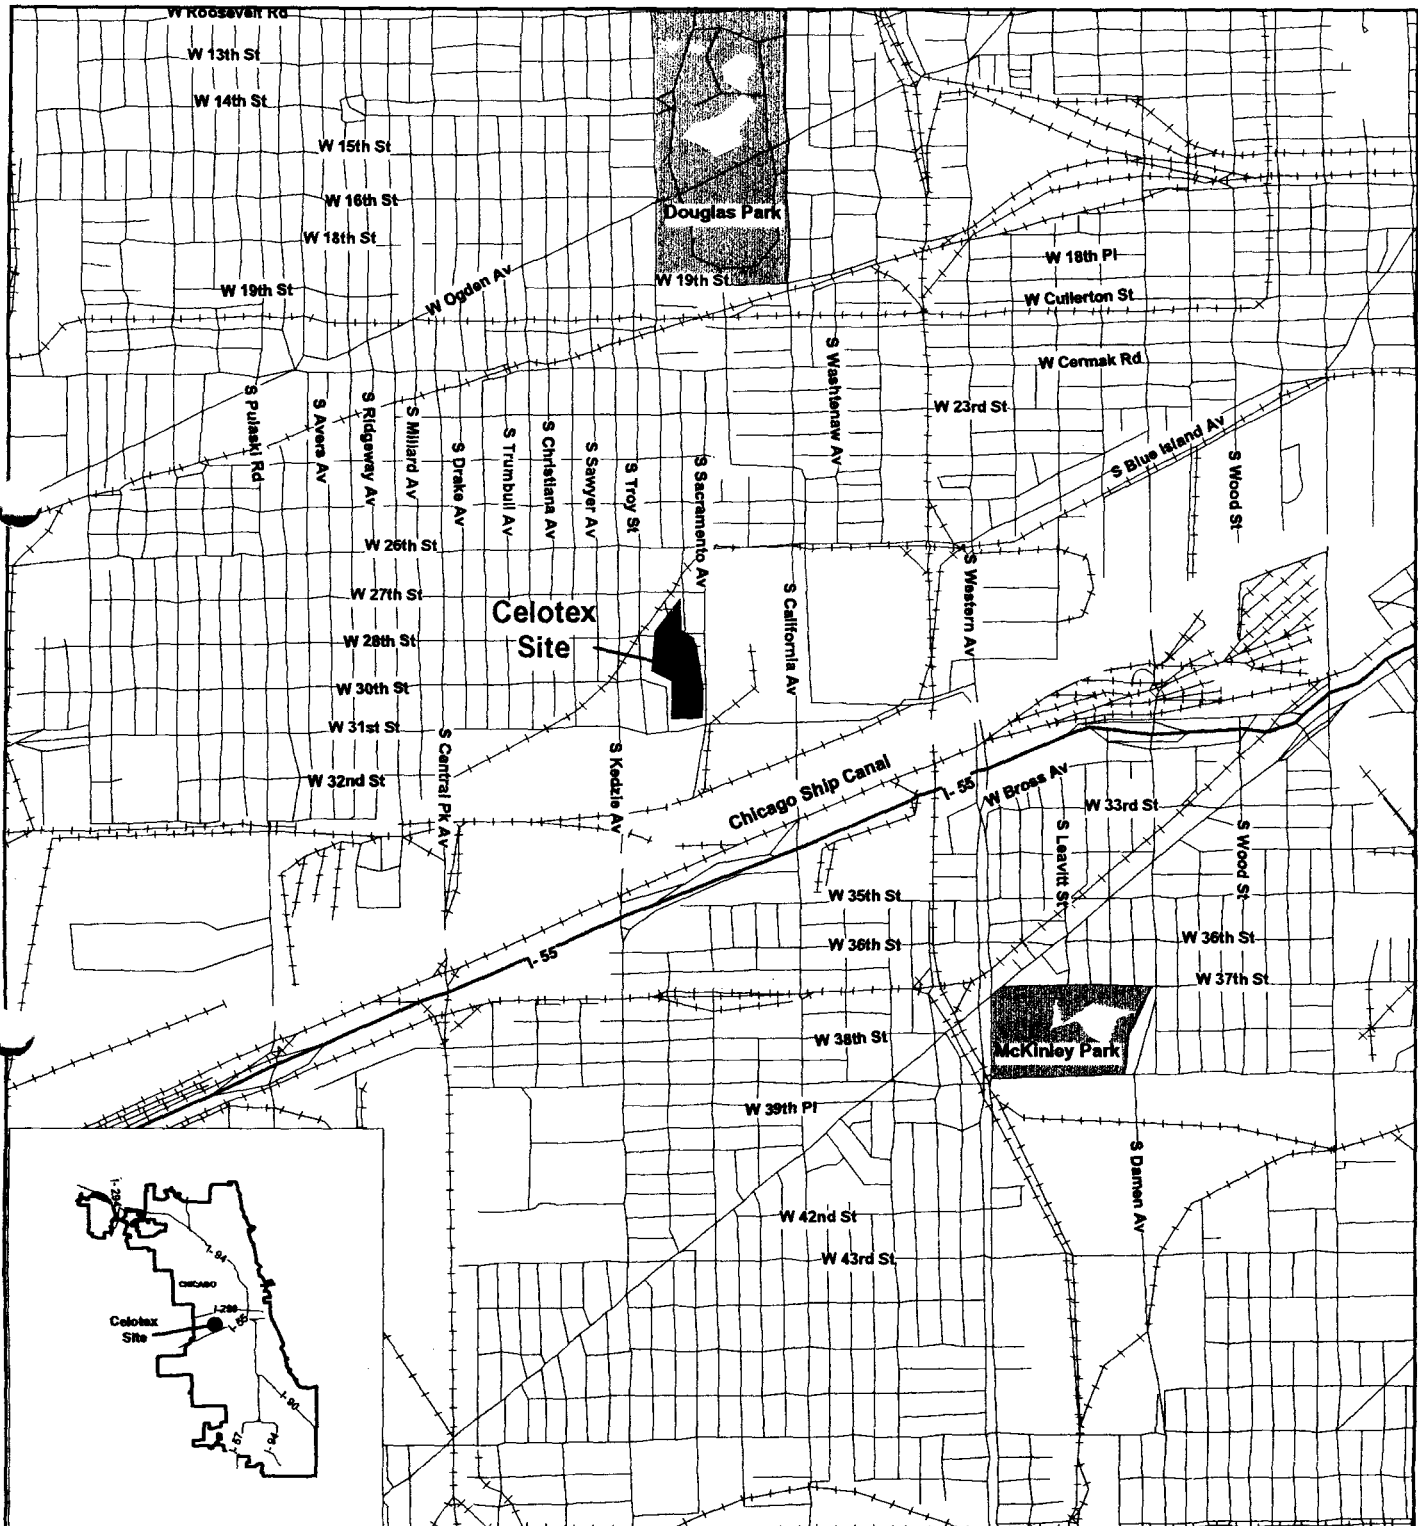 W Roosevelt Rd
W 13th St
W 14th St
W 15th St
W 16th St
Douglas Park
W 18th St
W 18th Pl
W 19th St
W Ogden Av
W 19th St
W Cullerton St
W Cermak Rd
S Pulaski Rd
S Avers Av
S Ridgeway Av
S Millard Av
S Drake Av
S Trumbull Av
S Christiana Av
S Sawyer Av
S Troy St
S Sacramento Av
S Washtenaw Av
W 23rd St
S Blue Island Av
S Wood St
W 26th St
W 27th St
Celotex
Site
S California Av
S Western Av
W 28th St
W 30th St
W 31st St
S Central Pk Av
S Kedzie Av
W 32nd St
Chicago Ship Canal
I- 55
W Bross Av
W 33rd St
S Leavitt St
S Wood St
W 35th St
W 36th St
W 36th St
I- 55
W 37th St
W 38th St
McKinley Park
W 39th Pl
S Damen Av
W 42nd St
W 43rd St
I- 94
CHICAGO
Celotex
Site
I- 55
I- 90
I- 57
I- 94